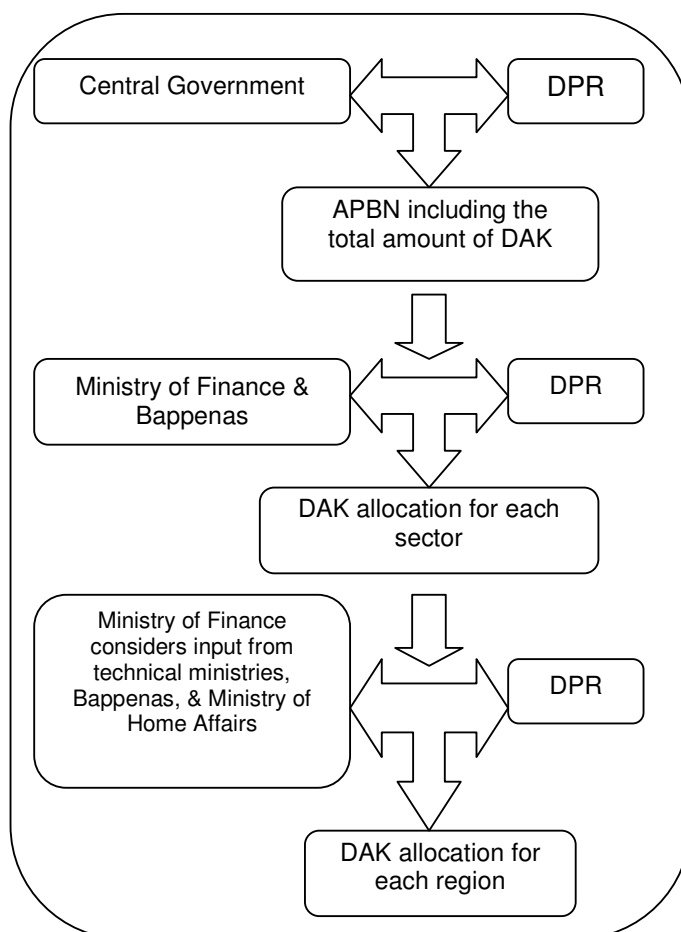 Central Government
DPR
APBN including the
total amount of DAK
Ministry of Finance &
Bappenas
DPR
DAK allocation for each
sector
Ministry of Finance
considers input from
technical ministries,
Bappenas, & Ministry of
Home Affairs
DPR
DAK allocation for
each region